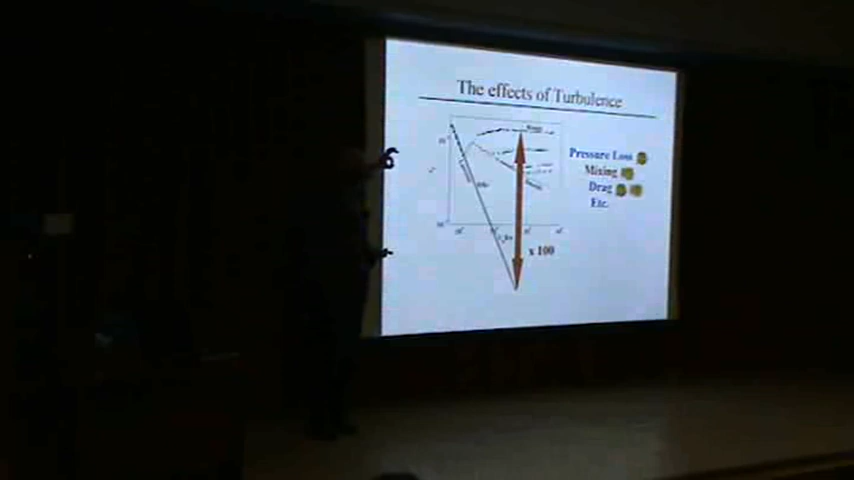 The effects of Turbulence
Pressure Loss
Mixing
Drag
Etc.
x 100